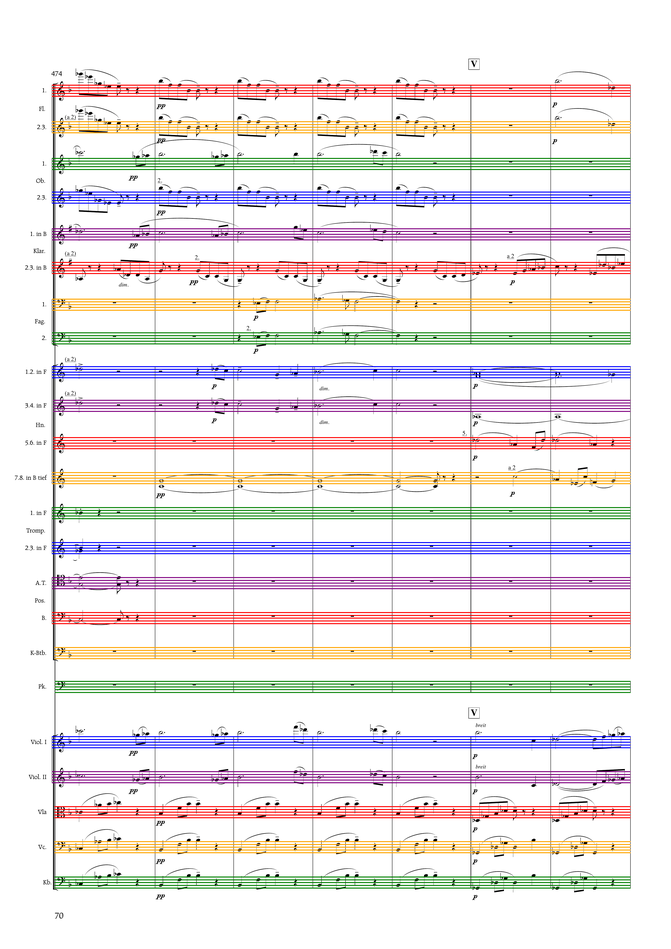 V
474
1.
(a 2)
Fl.
2.3.
pp
pp
p
p
1.
pp
Ob.
2.3.
2.
1. in B
pp
Klar.
(a 2)
2.3. in B
dim.
pp
2.
a 2
p
1.
p
Fag.
2.
2.
p
(a 2)
1.2. in F
p
dim.
p
(a 2)
3.4. in F
p
dim.
p
Hn.
5.6. in F
5.
p
7.8. in B tief
pp
a 2
p
1. in F
Tromp.
2.3. in F
A.T.
Pos.
B.
K-Btb.
Pk.
V
Viol. I
pp
breit
p
Viol. II
pp
breit
p
Vla
pp
p
Vc.
pp
p
Kb.
pp
p
70